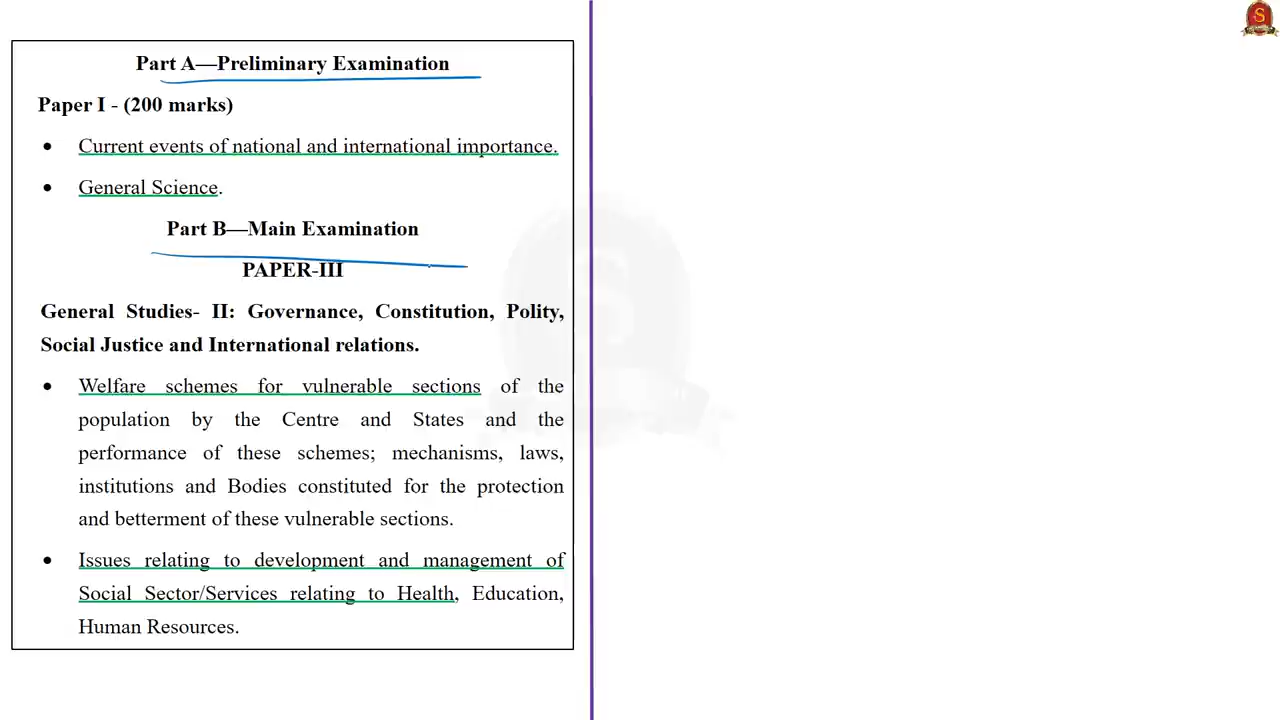 Part A—Preliminary Examination
Paper I - (200 marks)
• Current events of national and international importance.
• General Science.
Part B—Main Examination
PAPER-III
General Studies- II: Governance, Constitution, Polity,
Social Justice and International relations.
• Welfare schemes for vulnerable sections of the
population by the Centre and States and the
performance of these schemes; mechanisms, laws,
institutions and Bodies constituted for the protection
and betterment of these vulnerable sections.
• Issues relating to development and management of
Social Sector/Services relating to Health, Education,
Human Resources.